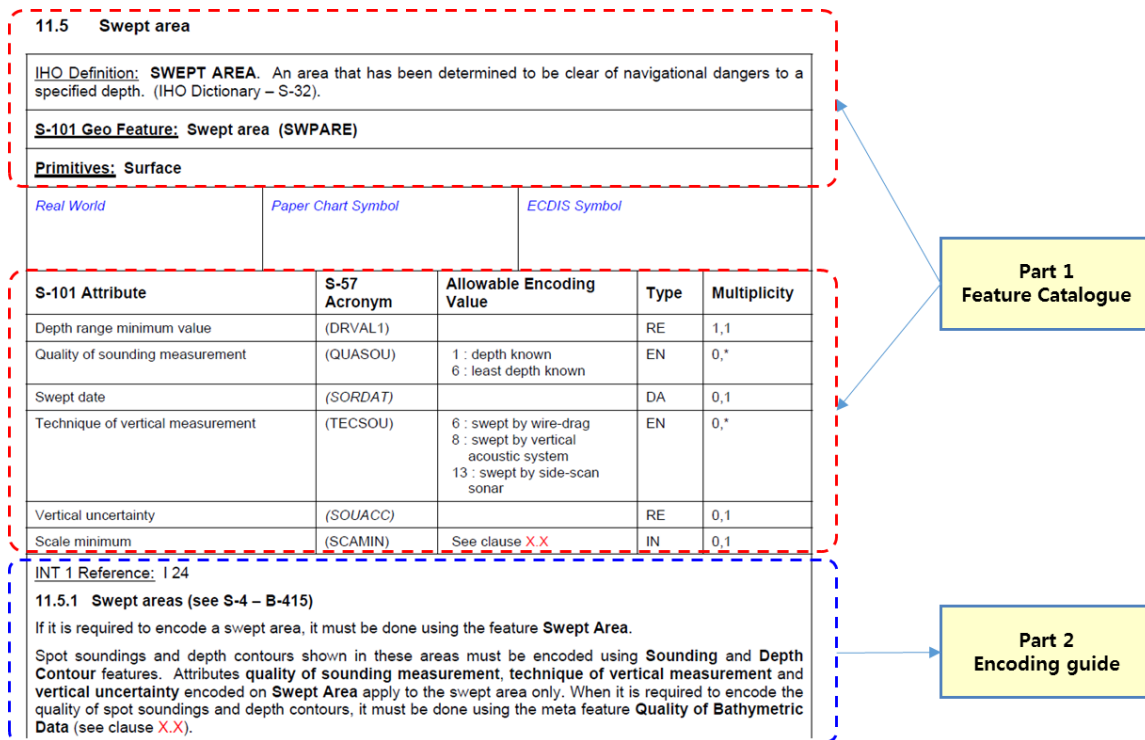 11.5 Swept area
IHO Definition: SWEPT AREA. An area that has been determined to be clear of navigational dangers to a
specified depth. (IHO Dictionary – S-32).
S-101 Geo Feature: Swept area (SWPARE)
Primitives: Surface
Real World Paper Chart Symbol ECDIS Symbol
Part 1
Feature Catalogue
S-101 Attribute S-57 Acronym Allowable Encoding Value Type Multiplicity
Depth range minimum value (DRVAL1) RE 1,1
Quality of sounding measurement (QUASOU) 1 : depth known EN 0,*
6 : least depth known
Swept date (SORDAT) DA 0,1
Technique of vertical measurement (TECSOU) 6 : swept by wire-drag EN 0,*
8 : swept by vertical
acoustic system
13 : swept by side-scan
sonar
Vertical uncertainty (SOUACC) RE 0,1
Scale minimum (SCAMIN) See clause X.X IN 0,1
INT 1 Reference: I 24
11.5.1 Swept areas (see S-4 – B-415)
If it is required to encode a swept area, it must be done using the feature Swept Area.
Spot soundings and depth contours shown in these areas must be encoded using Sounding and Depth
Contour features. Attributes quality of sounding measurement, technique of vertical measurement and
vertical uncertainty encoded on Swept Area apply to the swept area only. When it is required to encode the
quality of spot soundings and depth contours, it must be done using the meta feature Quality of Bathymetric
Data (see clause X.X).
Part 2
Encoding guide